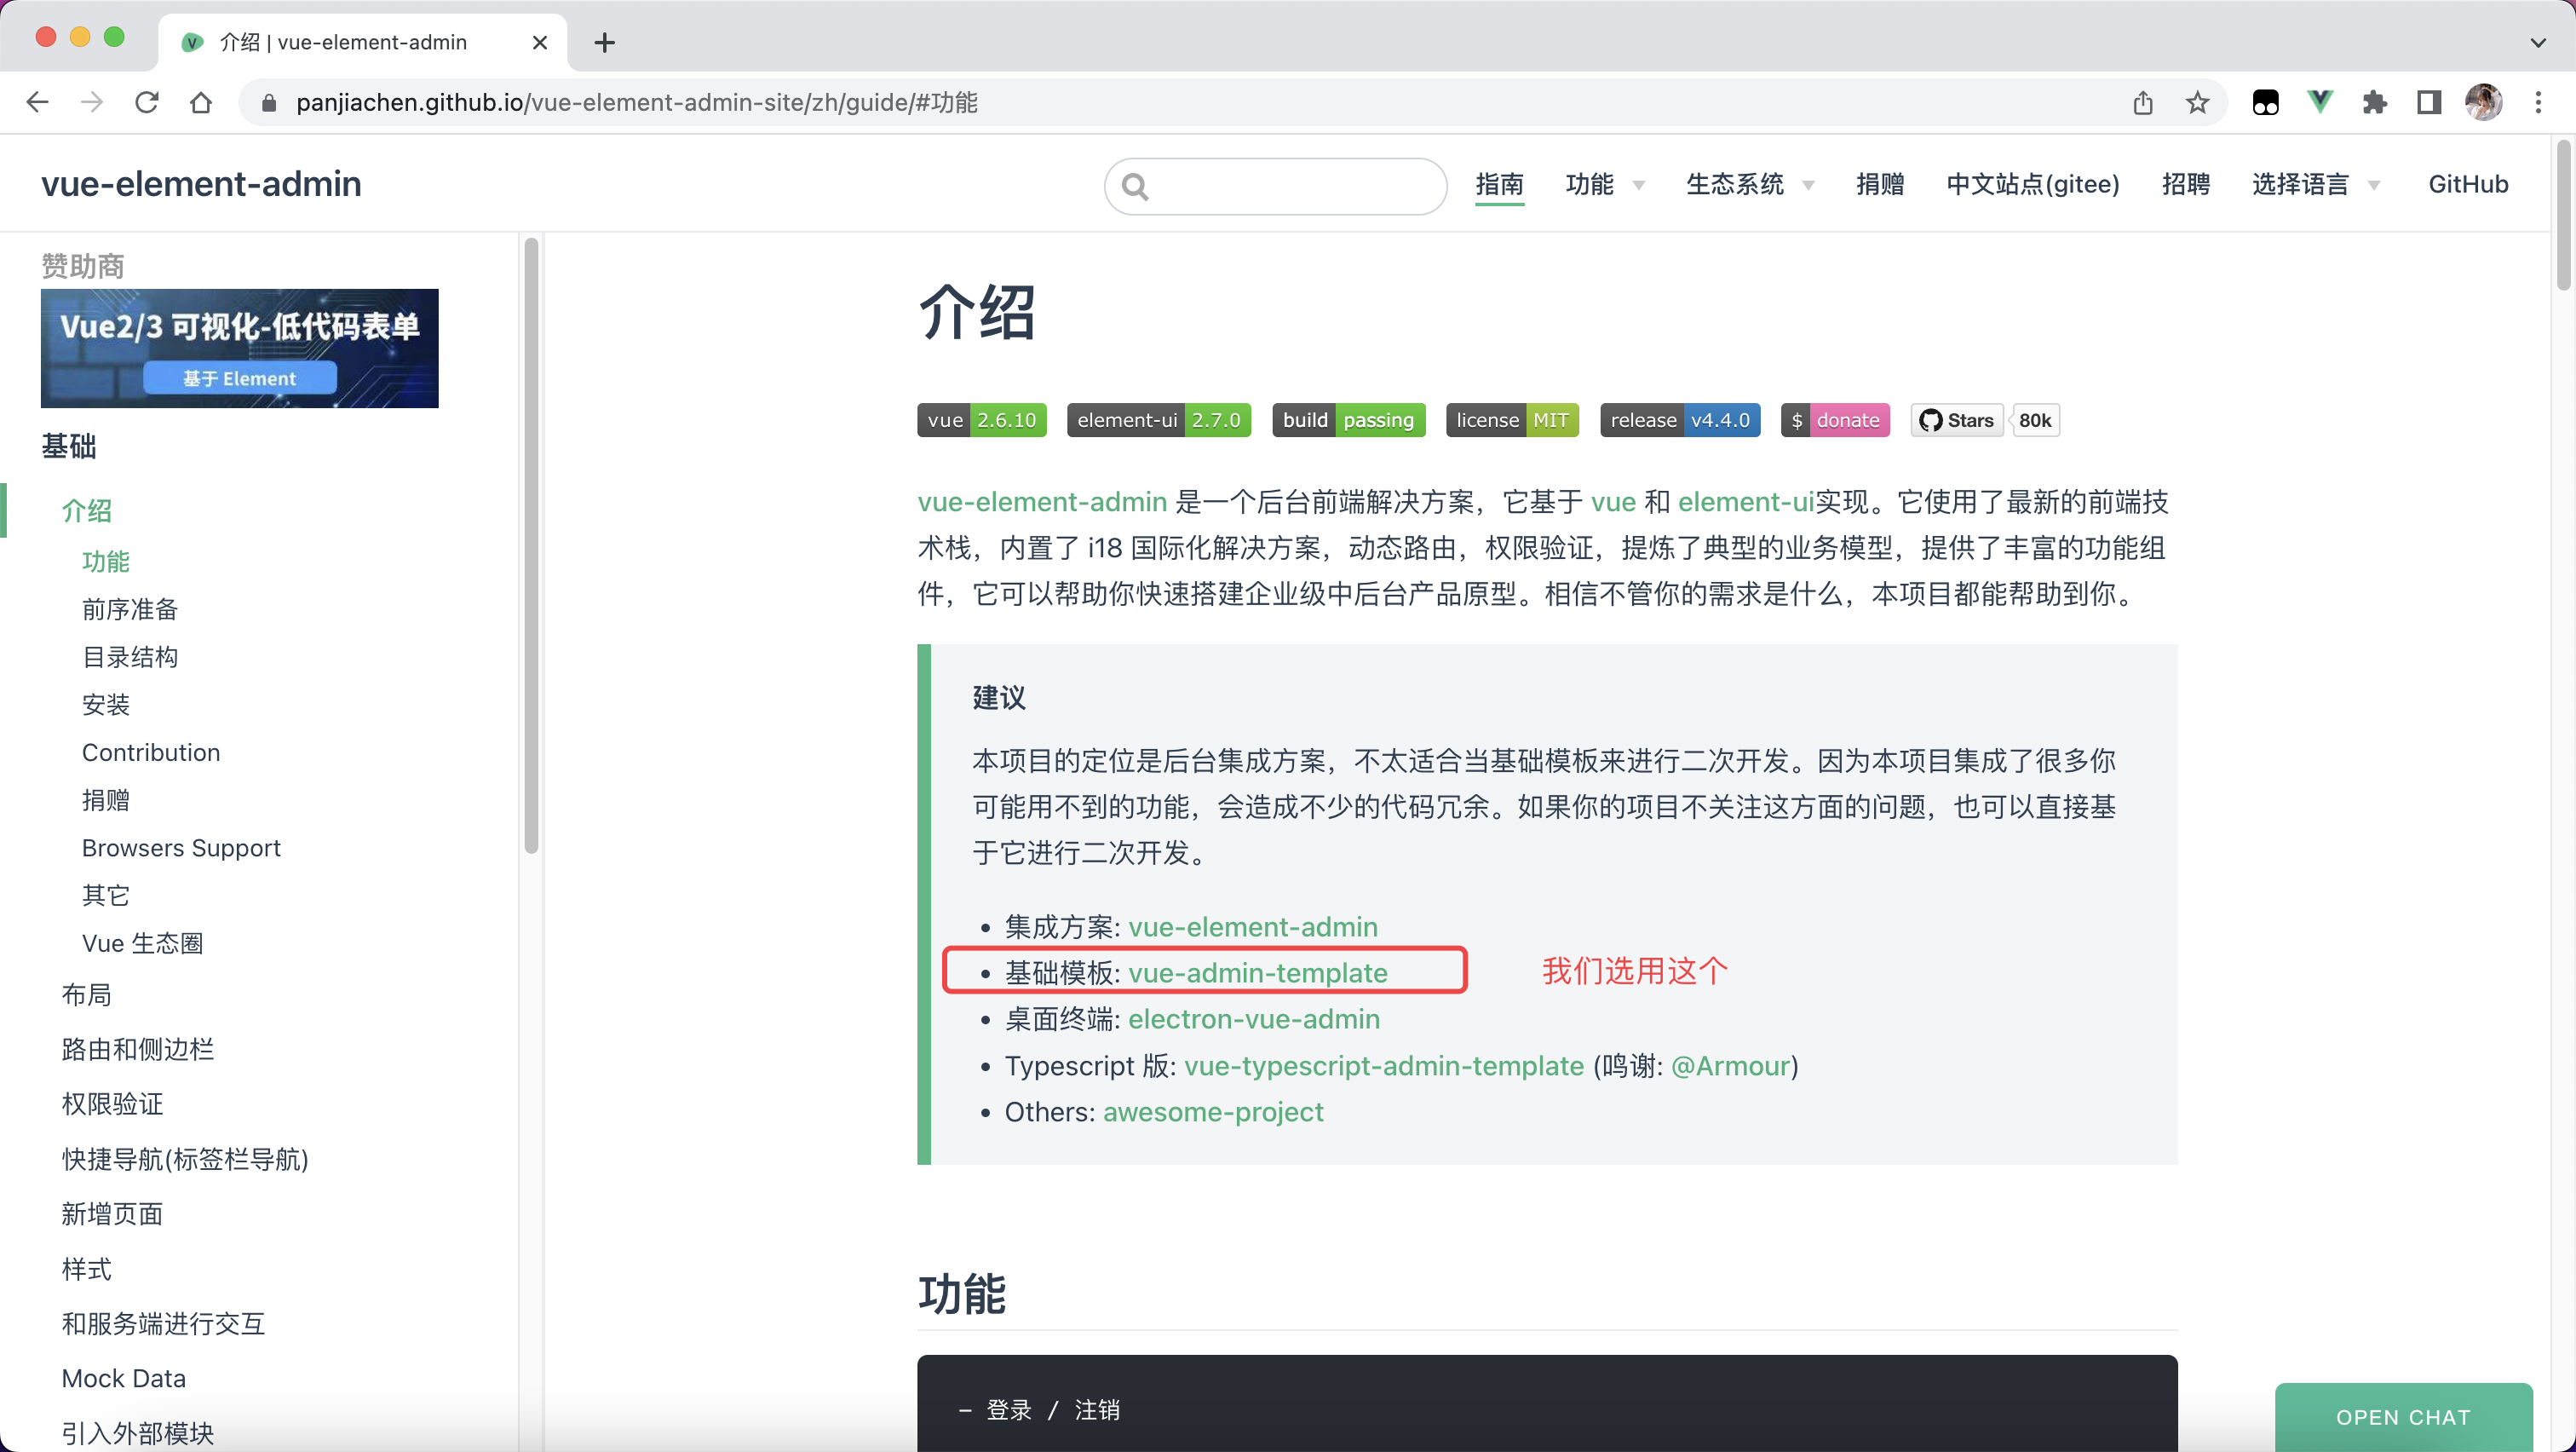 介绍 | vue-element-admin
panjiachen.github.io/vue-element-admin-site/zh/guide/#功能
vue-element-admin
指南
功能
生态系统
捐赠
中文站点(gitee)
招聘
选择语言
GitHub
赞助商
Vue2/3 可视化-低代码表单
基于 Element
基础
介绍
功能
前序准备
目录结构
安装
Contribution
捐赠
Browsers Support
其它
Vue 生态圈
布局
路由和侧边栏
权限验证
快捷导航(标签栏导航)
新增页面
样式
和服务端进行交互
Mock Data
引入外部模块
介绍
vue 2.6.10 element-ui 2.7.0 build passing license MIT release v4.4.0 $ donate Stars 80k
vue-element-admin 是一个后台前端解决方案，它基于 vue 和 element-ui实现。它使用了最新的前端技
术栈，内置了 i18 国际化解决方案，动态路由，权限验证，提炼了典型的业务模型，提供了丰富的功能组
件，它可以帮助你快速搭建企业级中后台产品原型。相信不管你的需求是什么，本项目都能帮助到你。
建议
本项目的定位是后台集成方案，不太适合当基础模板来进行二次开发。因为本项目集成了很多你
可能用不到的功能，会造成不少的代码冗余。如果你的项目不关注这方面的问题，也可以直接基
于它进行二次开发。
• 集成方案: vue-element-admin
• 基础模板: vue-admin-template
我们选用这个
• 桌面终端: electron-vue-admin
• Typescript 版: vue-typescript-admin-template (鸣谢: @Armour)
• Others: awesome-project
功能
- 登录 / 注销
OPEN CHAT